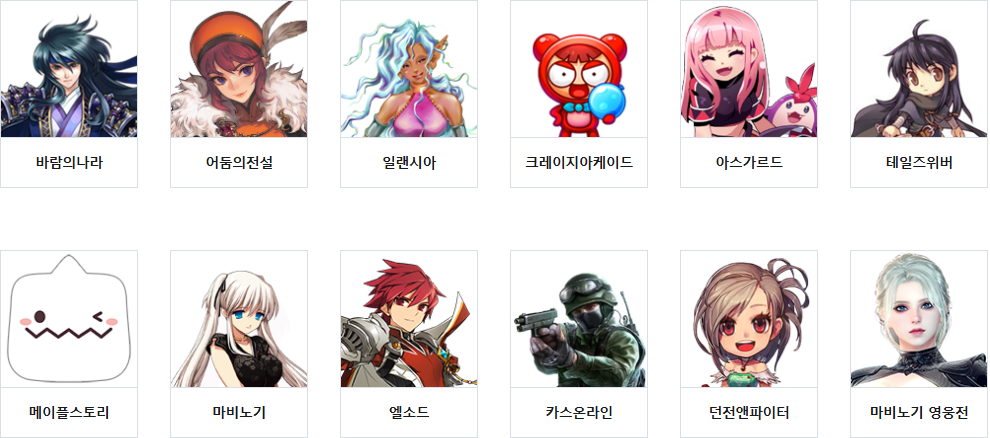 바람의나라
어둠의전설
일랜시아
크레이지아케이드
아스가르드
테일즈위버
메이플스토리
마비노기
엘소드
카스온라인
던전앤파이터
마비노기 영웅전